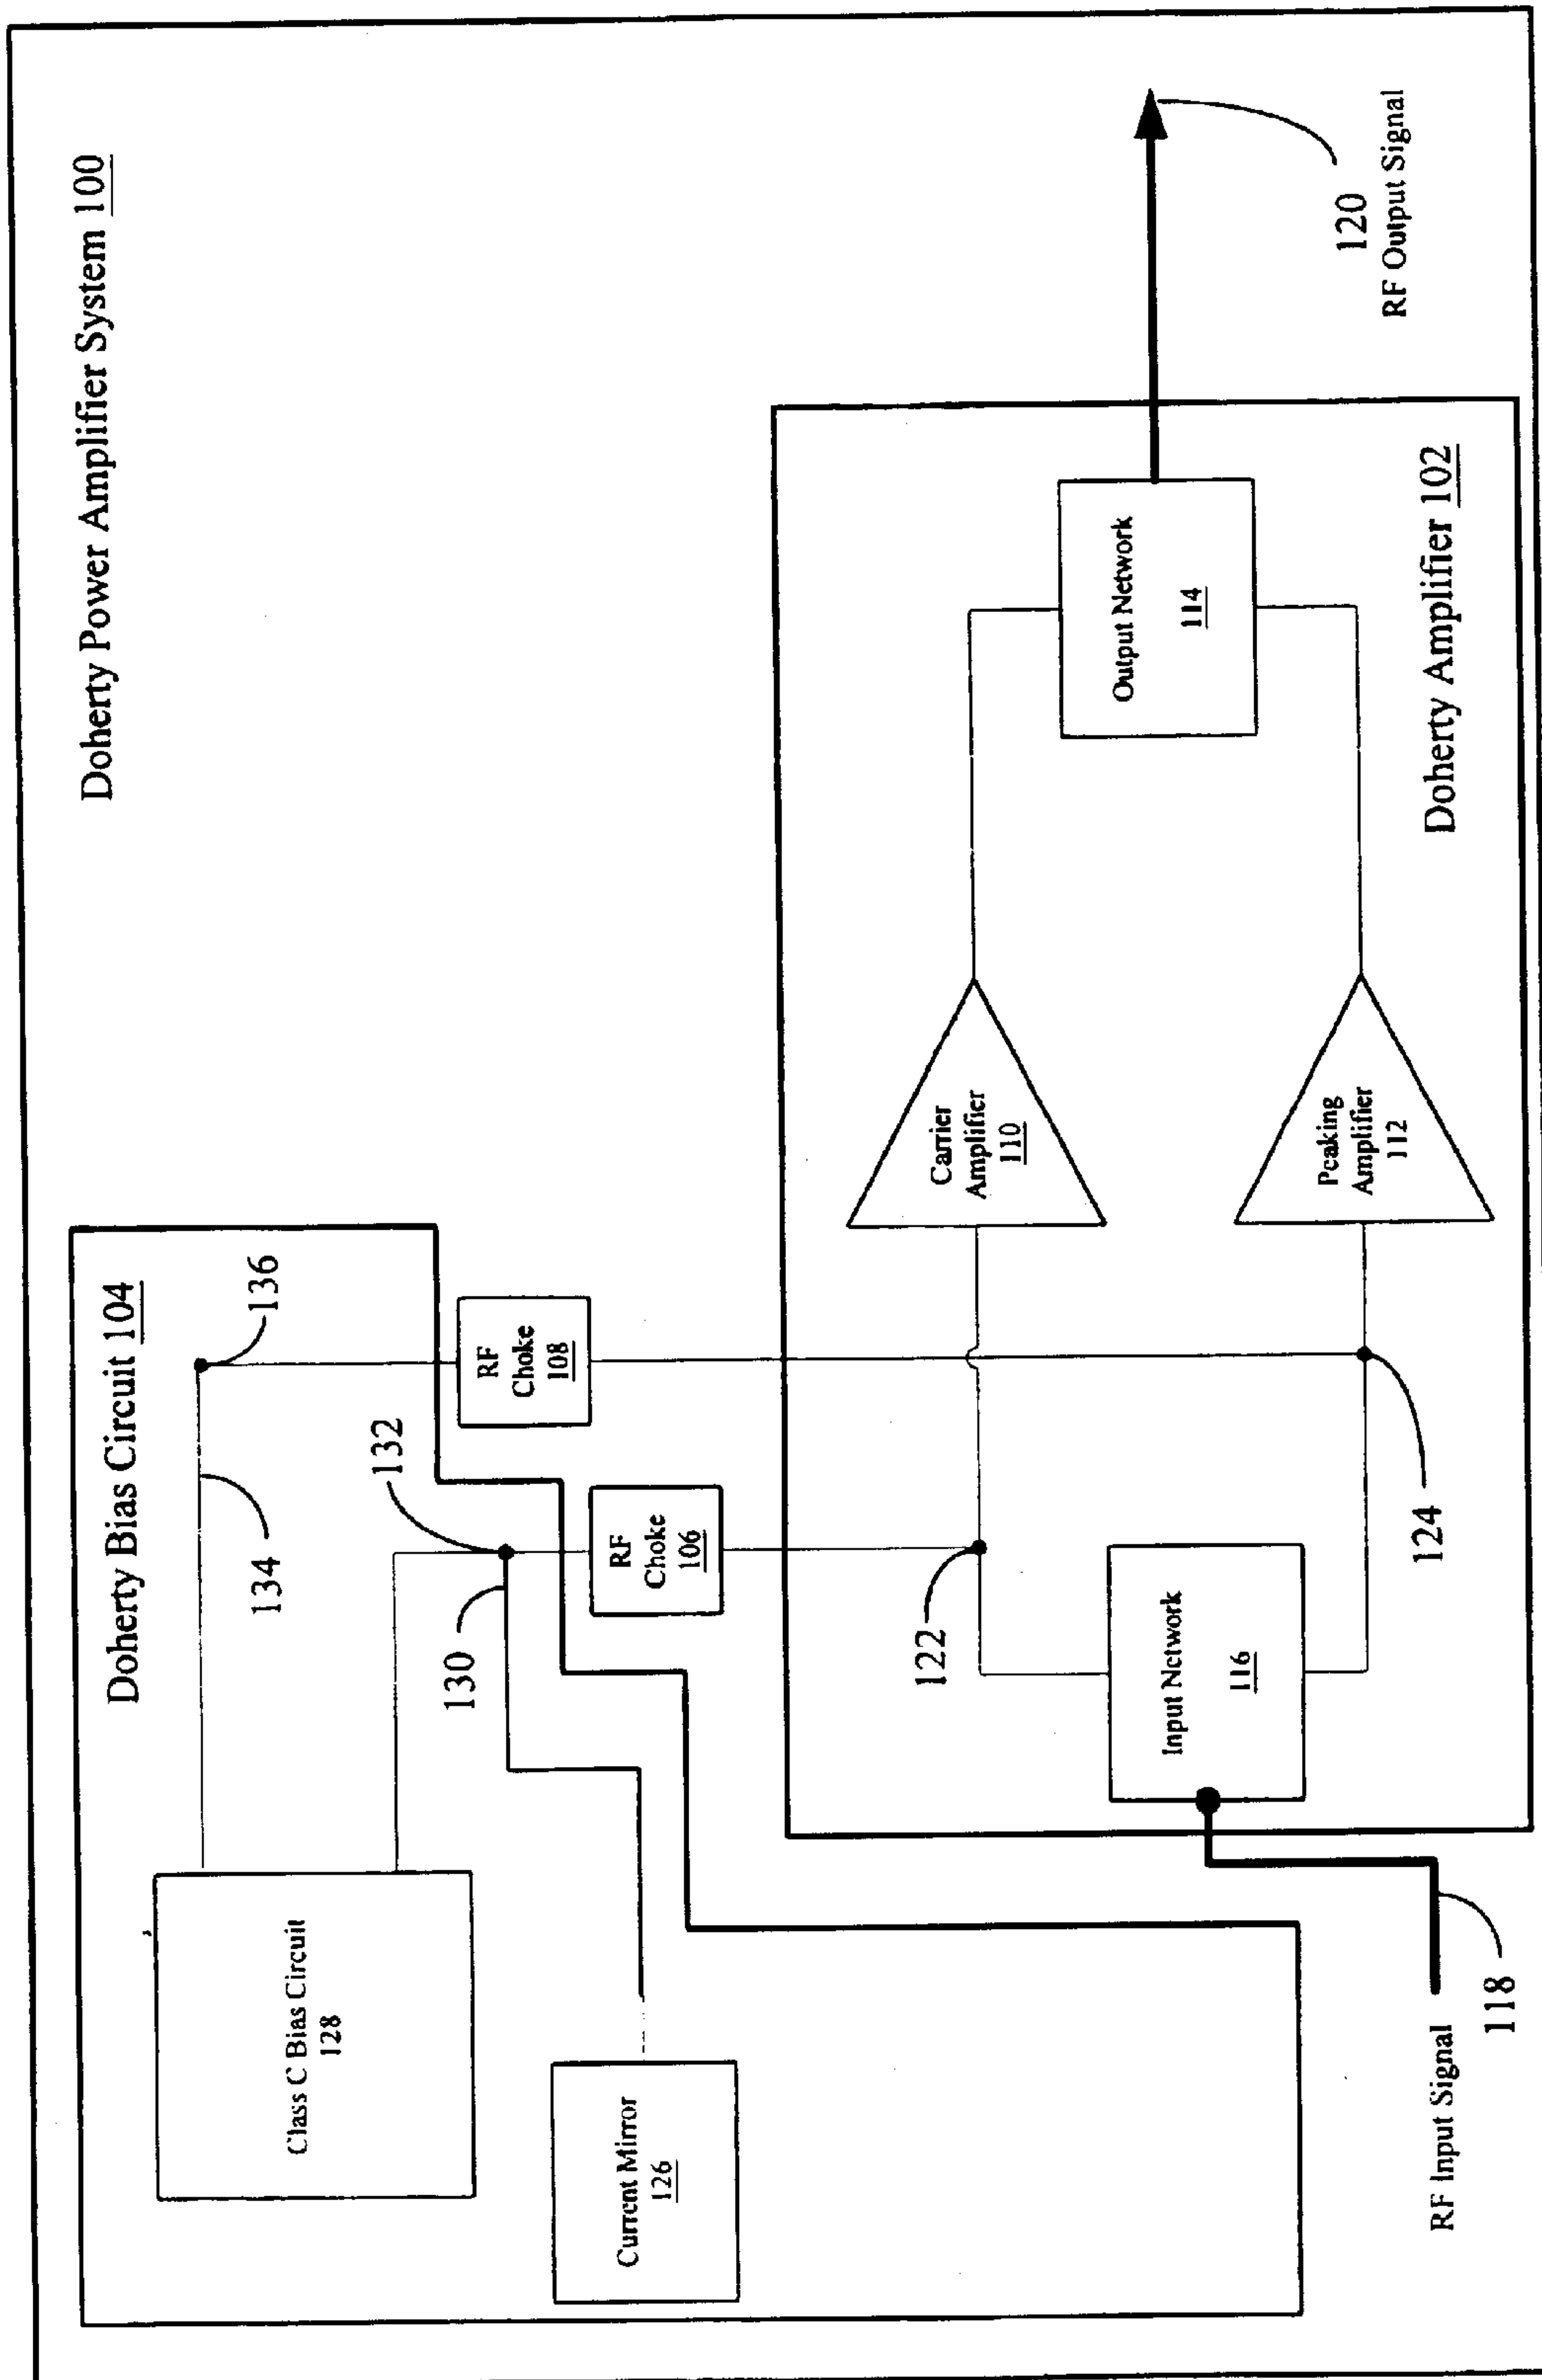 Doherty Power Amplifier System 100
Doherty Bias Circuit 104
136
134
Class C Bias Circuit
128
132
130
RF
Choke
108
RF
Choke
106
Current Mirror
126
122
Carrier
Amplifier
110
Output Network
114
Input Network
116
Peaking
Amplifier
112
124
Doherty Amplifier 102
120
RF Output Signal
RF Input Signal
118